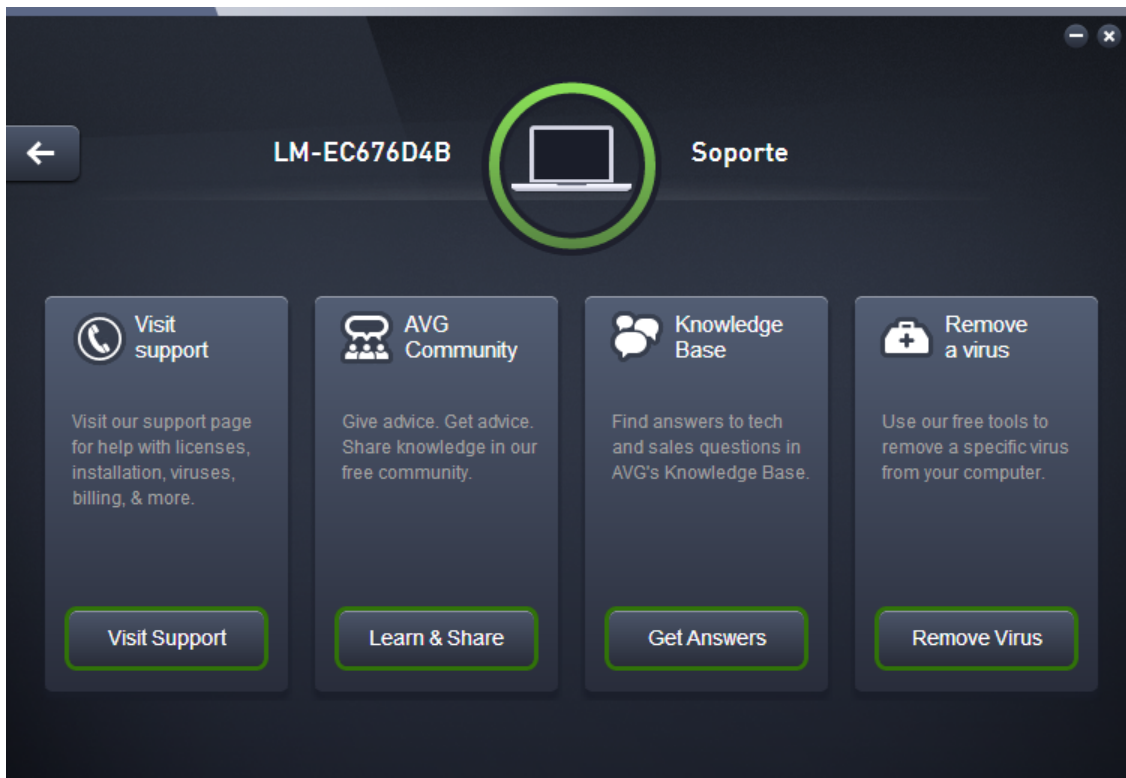 LM-EC676D4B
Soporte
Visit
support
Visit our support page
for help with licenses,
installation, viruses,
billing, & more.
Visit Support
AVG
Community
Give advice. Get advice.
Share knowledge in our
free community.
Learn & Share
Knowledge
Base
Find answers to tech
and sales questions in
AVG's Knowledge Base.
Get Answers
Remove
a virus
Use our free tools to
remove a specific virus
from your computer.
Remove Virus